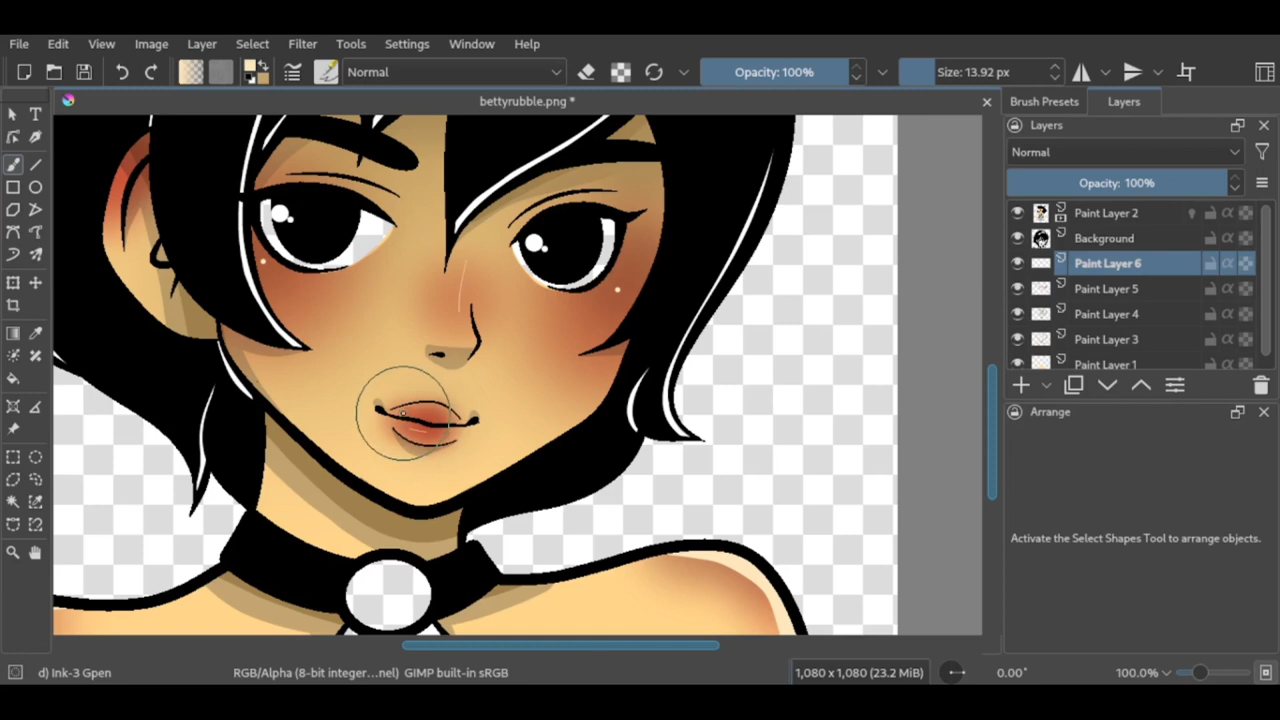 File Edit View Image Layer Select Filter Tools Settings Window Help
Normal Opacity: 100% Size: 13.92 px
bettyrubble.png * Brush Presets Layers
Layers
Normal
Opacity: 100%
Paint Layer 2
Background
Paint Layer 6
Paint Layer 5
Paint Layer 4
Paint Layer 3
Paint Layer 1
Arrange
Activate the Select Shapes Tool to arrange objects.
d) Ink-3 Gpen RGB/Alpha (8-bit integer...nel) GIMP built-in sRGB 1,080 x 1,080 (23.2 MiB) 0.00° 100.0%